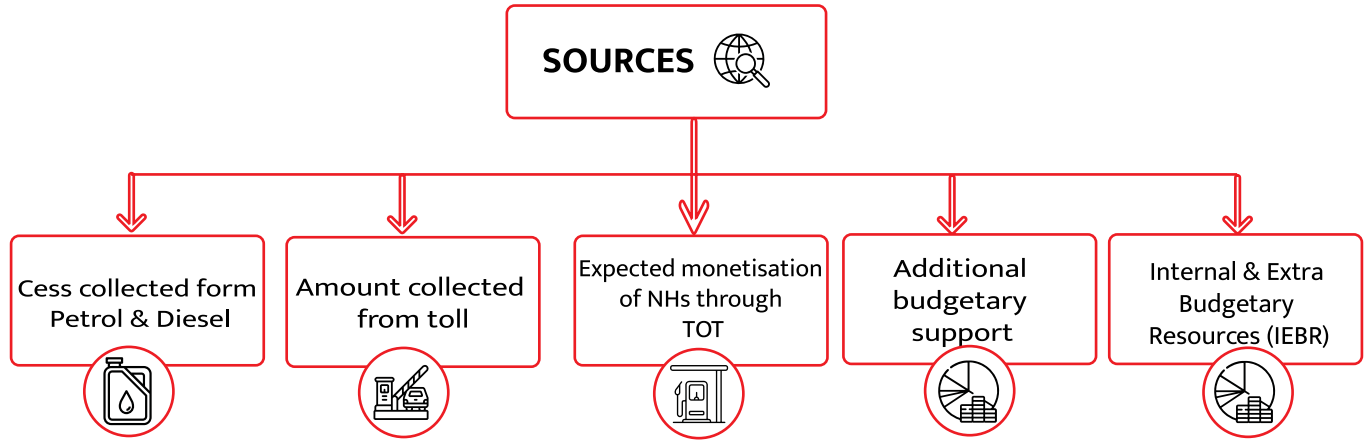 SOURCES
Cess collected form
Petrol & Diesel
Amount collected
from toll
Expected monetisation
of NHs through
TOT
Additional
budgetary
support
Internal & Extra
Budgetary
Resources (IEBR)